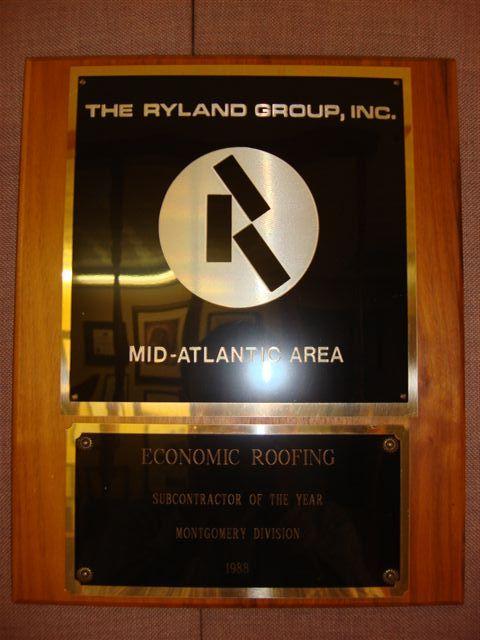 THE RYLAND GROUP, INC.
MID-ATLANTIC AREA
ECONOMIC ROOFING
SUBCONTRACTOR OF THE YEAR
MONTGOMERY DIVISION
1988